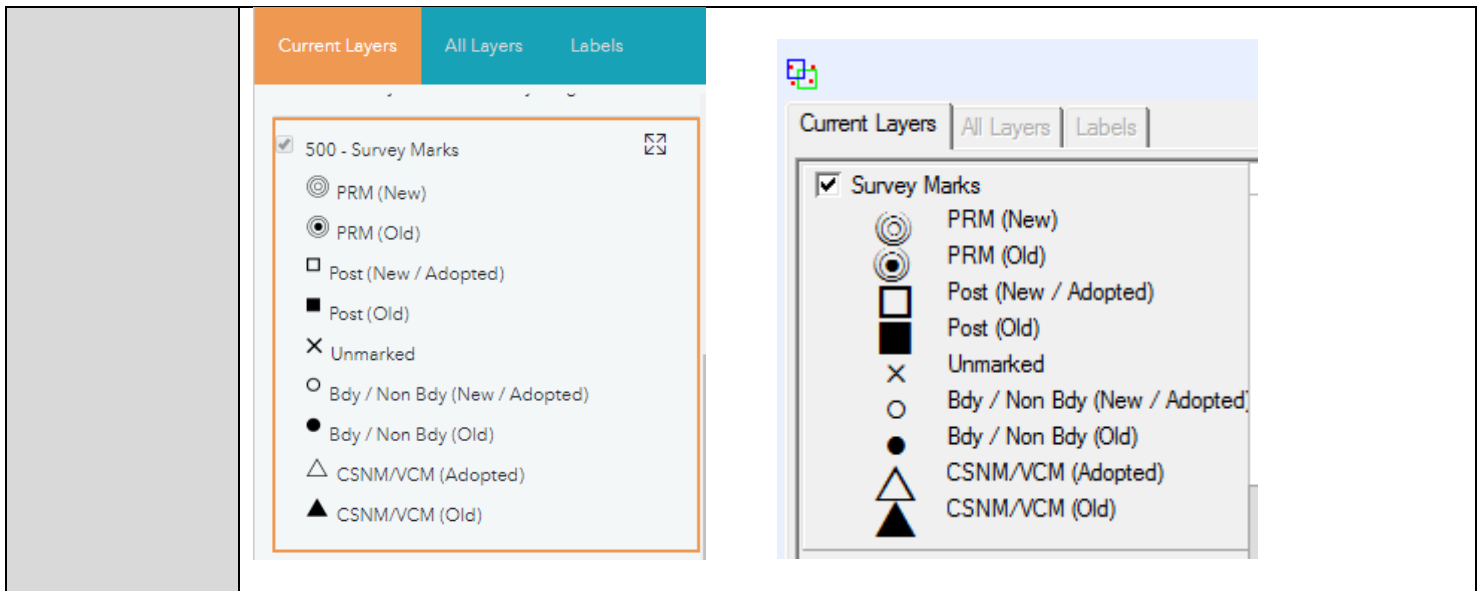 Current Layers All Layers Labels
500 - Survey Marks
PRM (New)
PRM (Old)
Post (New / Adopted)
Post (Old)
Unmarked
Bdy / Non Bdy (New / Adopted)
Bdy / Non Bdy (Old)
CSNM/VCM (Adopted)
CSNM/VCM (Old)
Current Layers All Layers Labels
Survey Marks
PRM (New)
PRM (Old)
Post (New / Adopted)
Post (Old)
Unmarked
Bdy / Non Bdy (New / Adopted)
Bdy / Non Bdy (Old)
CSNM/VCM (Adopted)
CSNM/VCM (Old)